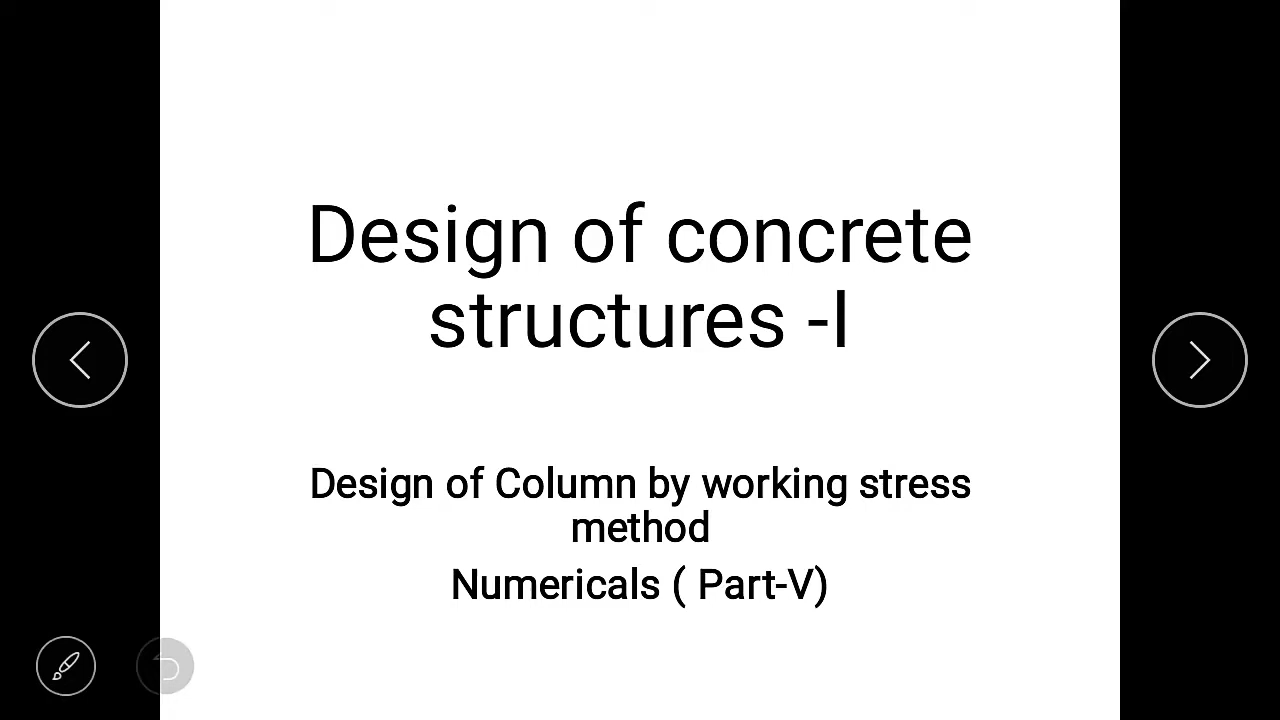 Design of concrete
structures -I
Design of Column by working stress
method
Numericals ( Part-V)